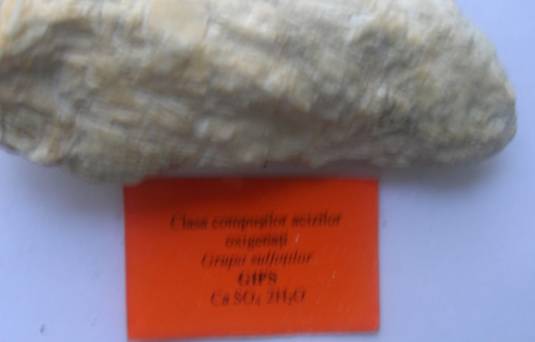 Clasa compușilor acizilor
oxigenați
Grupa sulfaților
GIPS
Ca SO₄ 2H₂O